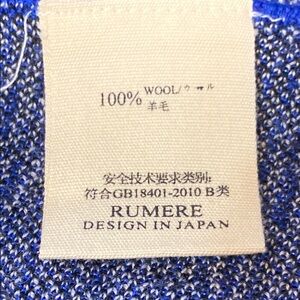 100% WOOL/ウール
羊毛
安全技术要求类别:
符合GB18401-2010 B类
RUMERE
DESIGN IN JAPAN